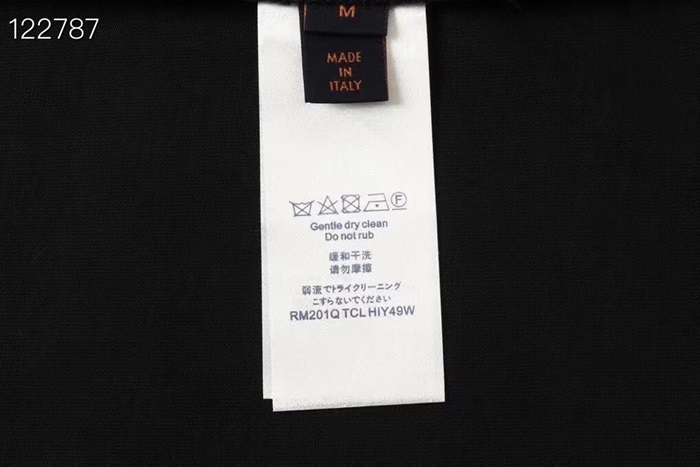 122787
M
MADE
IN
ITALY
F
Gentle dry clean
Do not rub
缓和干洗
请勿摩擦
弱流でトライクリーニング
こすらないでください
RM201Q TCL HIY49W